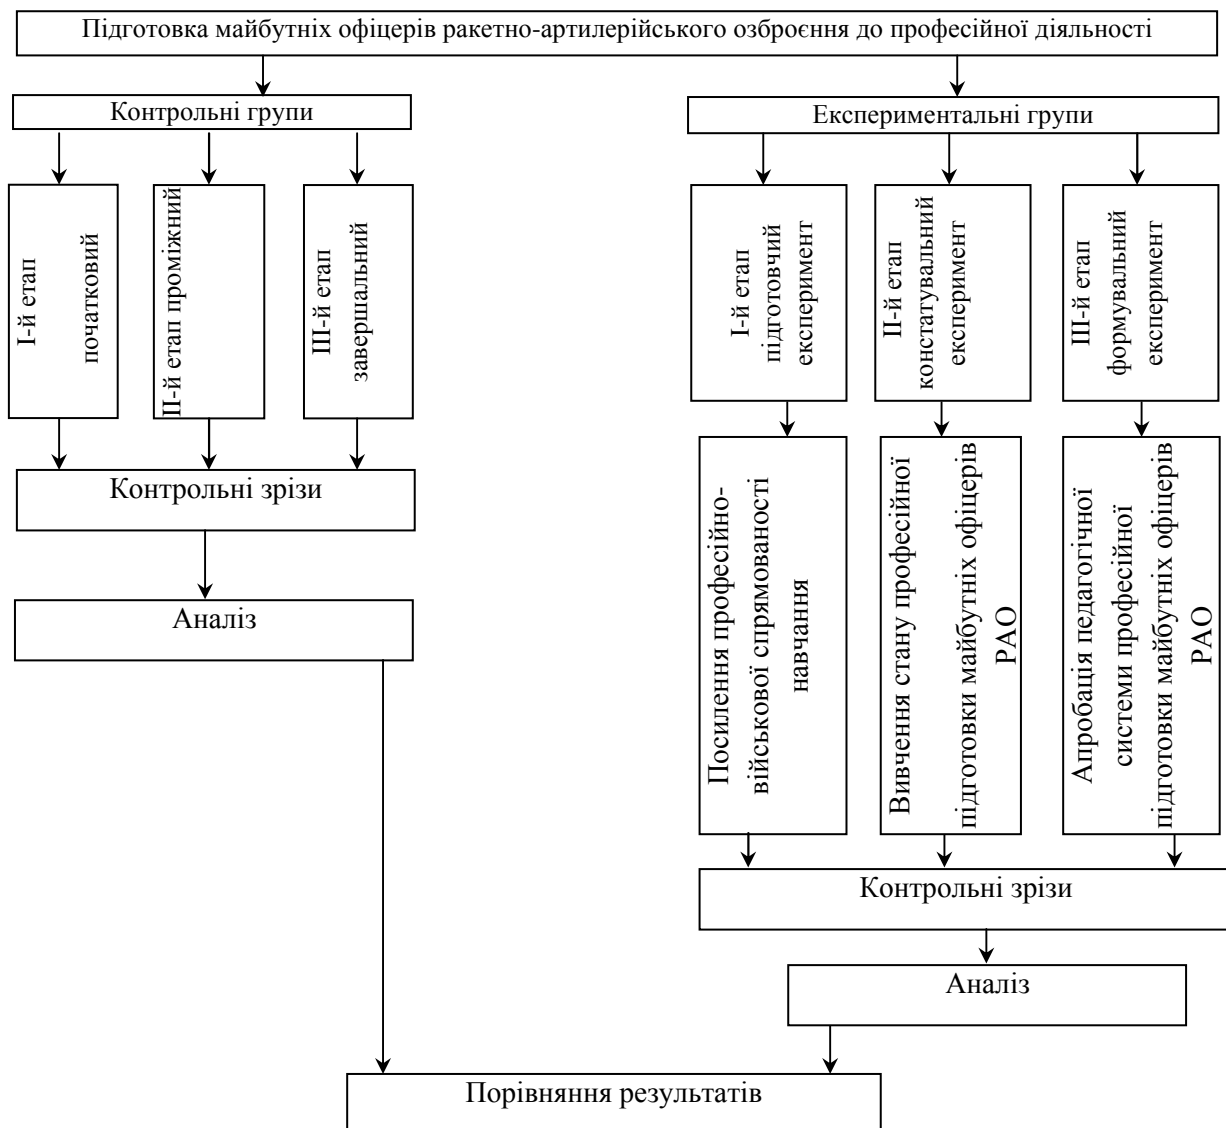 Підготовка майбутніх офіцерів ракетно-артилерійського озброєння до професійної діяльності
Контрольні групи
Експериментальні групи
І-й етап
початковий
ІІ-й етап проміжний
ІІІ-й етап
завершальний
І-й етап
підготовчий
експеримент
ІІ-й етап
констатувальний
експеримент
ІІІ-й етап
формувальний
експеримент
Контрольні зрізи
Аналіз
Посилення професійно-
військової спрямованості
навчання
Вивчення стану професійної
підготовки майбутніх офіцерів
РАО
Апробація педагогічної
системи професійної
підготовки майбутніх офіцерів
РАО
Контрольні зрізи
Аналіз
Порівняння результатів